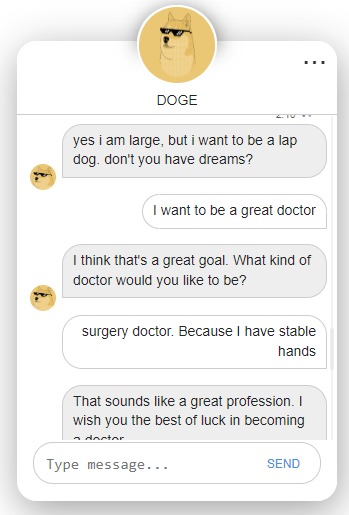 DOGE
yes i am large, but i want to be a lap
dog. don't you have dreams?
I want to be a great doctor
I think that's a great goal. What kind of
doctor would you like to be?
surgery doctor. Because I have stable
hands
That sounds like a great profession. I
wish you the best of luck in becoming
a doctor
Type message...
SEND